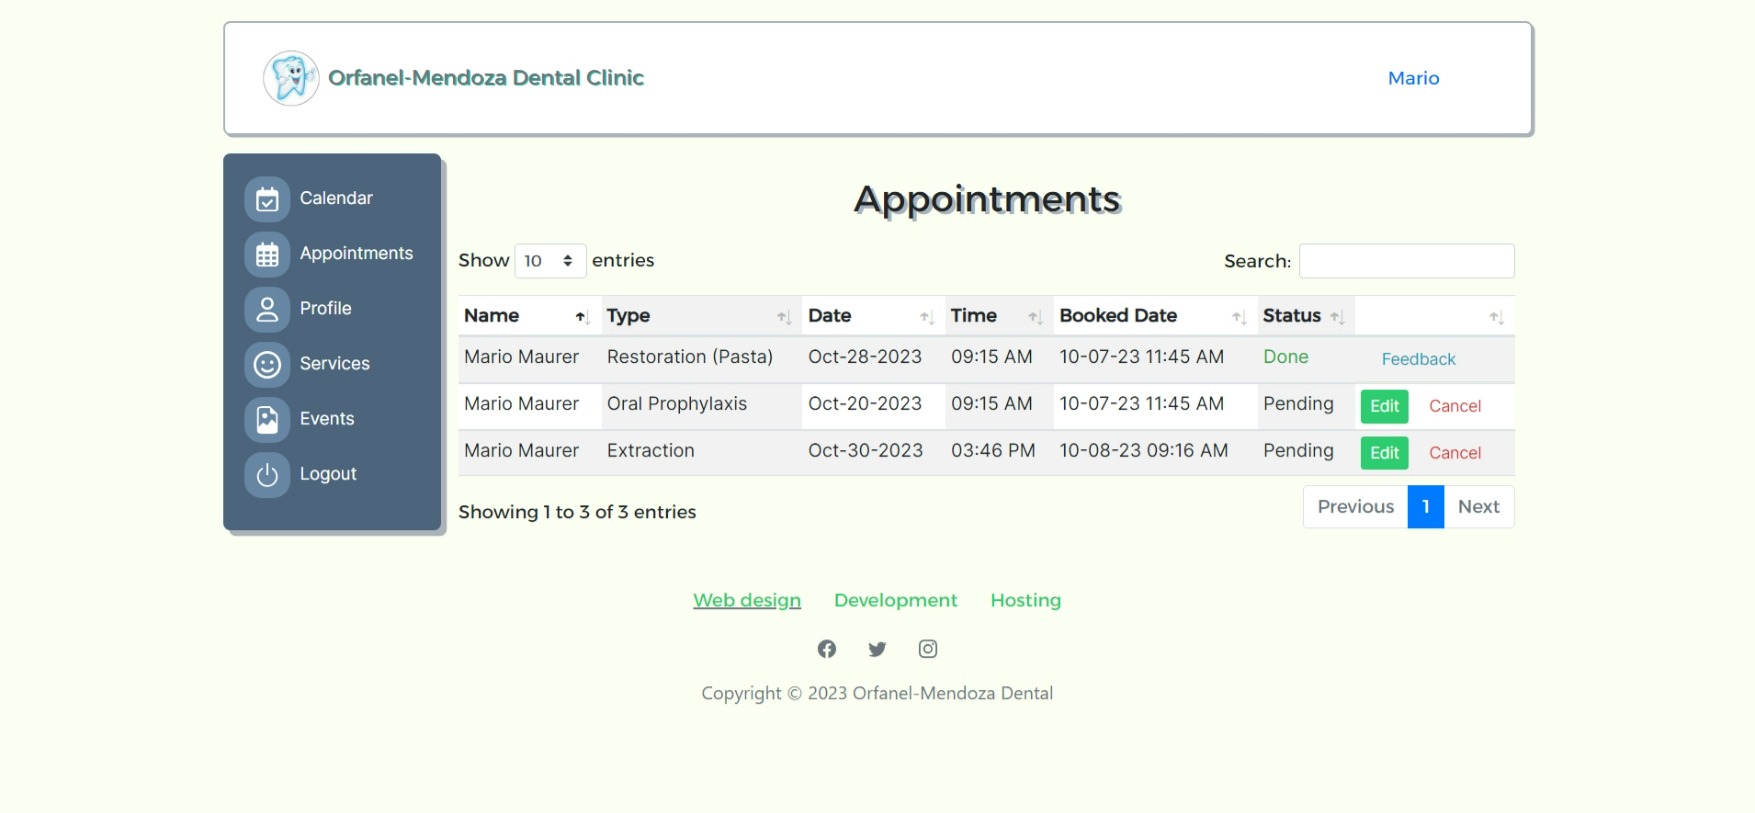 Orfanel-Mendoza Dental Clinic
Mario
Calendar
Appointments
Profile
Services
Events
Logout
Appointments
Show 10 entries
Search:
Name Type Date Time Booked Date Status
Mario Maurer Restoration (Pasta) Oct-28-2023 09:15 AM 10-07-23 11:45 AM Done Feedback
Mario Maurer Oral Prophylaxis Oct-20-2023 09:15 AM 10-07-23 11:45 AM Pending Edit Cancel
Mario Maurer Extraction Oct-30-2023 03:46 PM 10-08-23 09:16 AM Pending Edit Cancel
Showing 1 to 3 of 3 entries
Previous 1 Next
Web design Development Hosting
Copyright © 2023 Orfanel-Mendoza Dental